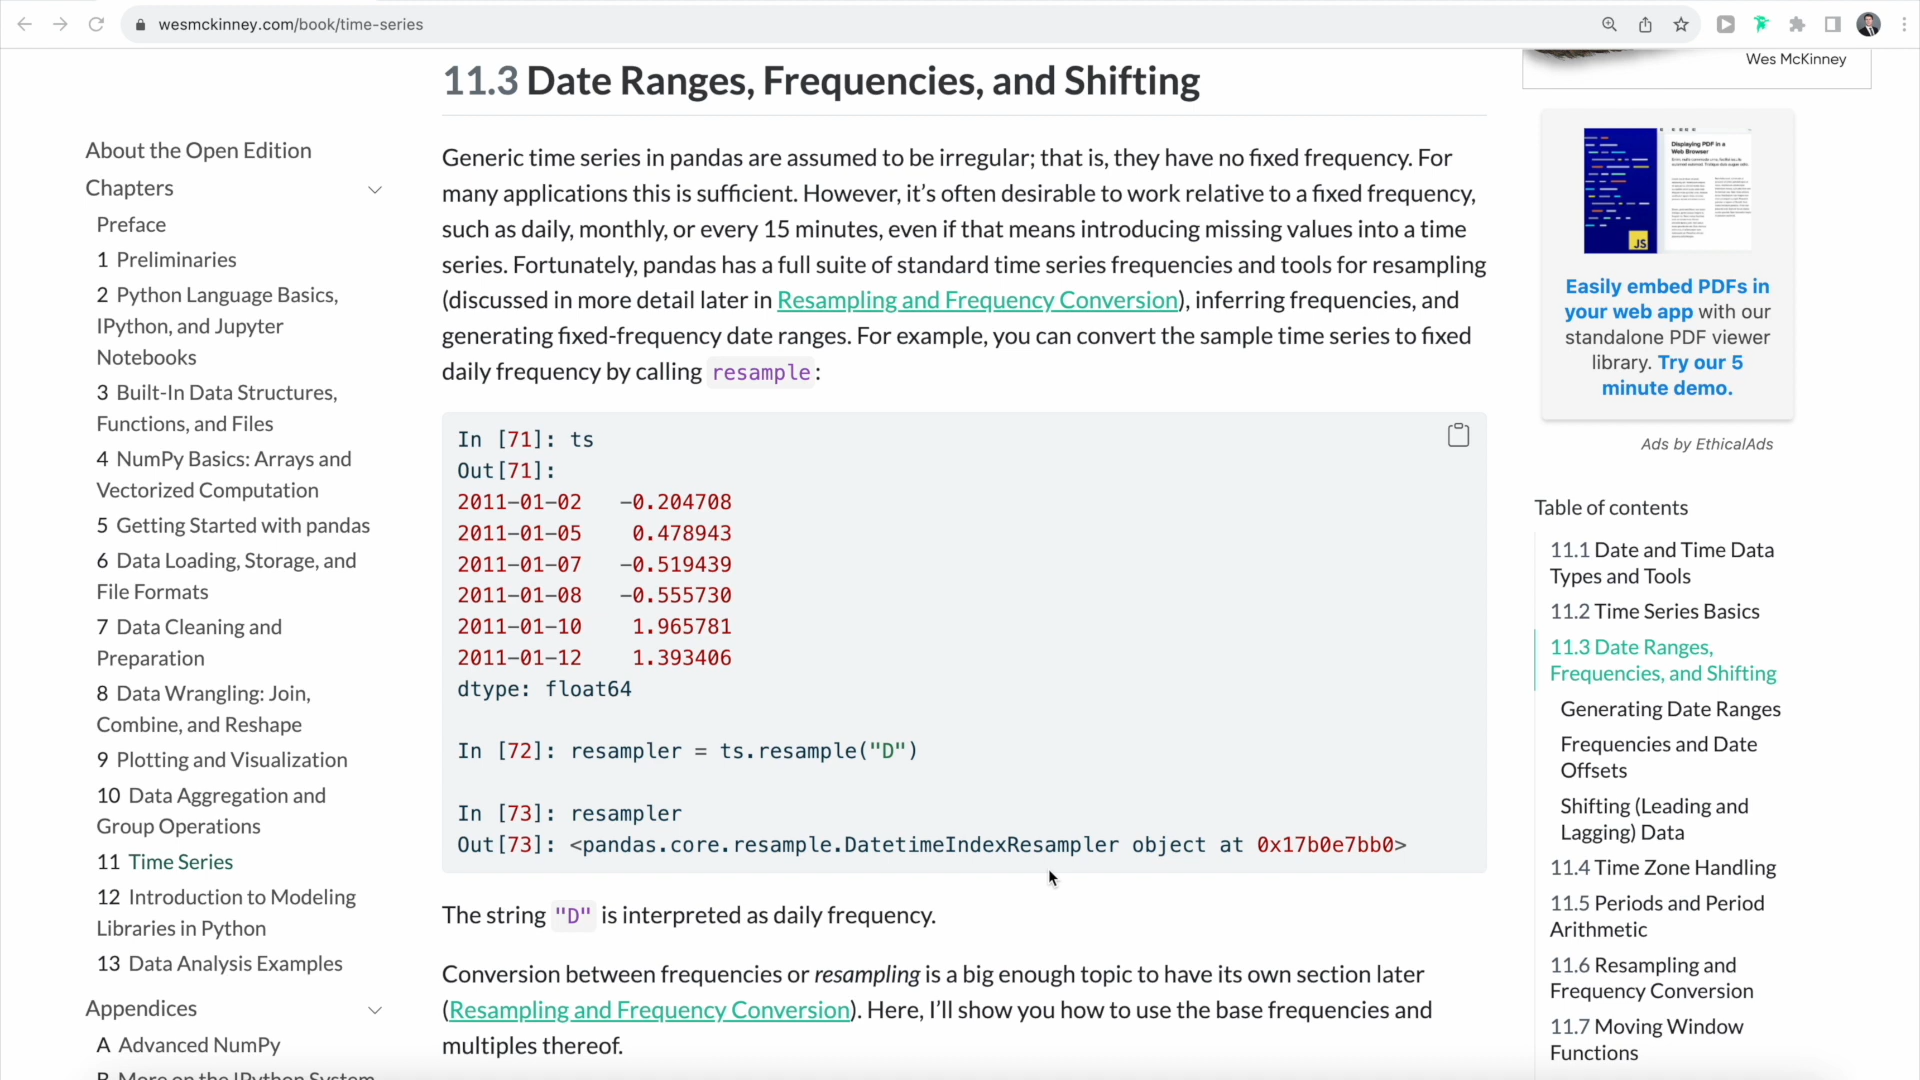 wesmckinney.com/book/time-series
About the Open Edition
Chapters
Preface
1 Preliminaries
2 Python Language Basics,
IPython, and Jupyter
Notebooks
3 Built-In Data Structures,
Functions, and Files
4 NumPy Basics: Arrays and
Vectorized Computation
5 Getting Started with pandas
6 Data Loading, Storage, and
File Formats
7 Data Cleaning and
Preparation
8 Data Wrangling: Join,
Combine, and Reshape
9 Plotting and Visualization
10 Data Aggregation and
Group Operations
11 Time Series
12 Introduction to Modeling
Libraries in Python
13 Data Analysis Examples
Appendices
A Advanced NumPy
B More on the IPython System
11.3 Date Ranges, Frequencies, and Shifting
Generic time series in pandas are assumed to be irregular; that is, they have no fixed frequency. For
many applications this is sufficient. However, it’s often desirable to work relative to a fixed frequency,
such as daily, monthly, or every 15 minutes, even if that means introducing missing values into a time
series. Fortunately, pandas has a full suite of standard time series frequencies and tools for resampling
(discussed in more detail later in Resampling and Frequency Conversion), inferring frequencies, and
generating fixed-frequency date ranges. For example, you can convert the sample time series to fixed
daily frequency by calling resample:
In [71]: ts
Out[71]:
2011-01-02   -0.204708
2011-01-05    0.478943
2011-01-07   -0.519439
2011-01-08   -0.555730
2011-01-10    1.965781
2011-01-12    1.393406
dtype: float64
In [72]: resampler = ts.resample("D")
In [73]: resampler
Out[73]: <pandas.core.resample.DatetimeIndexResampler object at 0x17b0e7bb0>
The string "D" is interpreted as daily frequency.
Conversion between frequencies or resampling is a big enough topic to have its own section later
(Resampling and Frequency Conversion). Here, I’ll show you how to use the base frequencies and
multiples thereof.
Wes McKinney
Displaying PDF in a
Web Browser
JS
Easily embed PDFs in
your web app with our
standalone PDF viewer
library. Try our 5
minute demo.
Ads by EthicalAds
Table of contents
11.1 Date and Time Data
Types and Tools
11.2 Time Series Basics
11.3 Date Ranges,
Frequencies, and Shifting
Generating Date Ranges
Frequencies and Date
Offsets
Shifting (Leading and
Lagging) Data
11.4 Time Zone Handling
11.5 Periods and Period
Arithmetic
11.6 Resampling and
Frequency Conversion
11.7 Moving Window
Functions